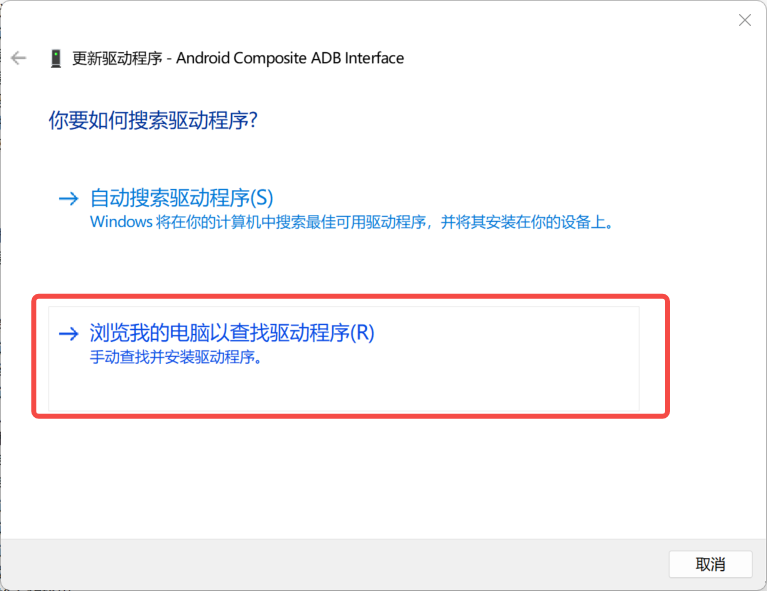 更新驱动程序 - Android Composite ADB Interface
你要如何搜索驱动程序?
自动搜索驱动程序(S)
Windows 将在你的计算机中搜索最佳可用驱动程序，并将其安装在你的设备上。
浏览我的电脑以查找驱动程序(R)
手动查找并安装驱动程序。
取消